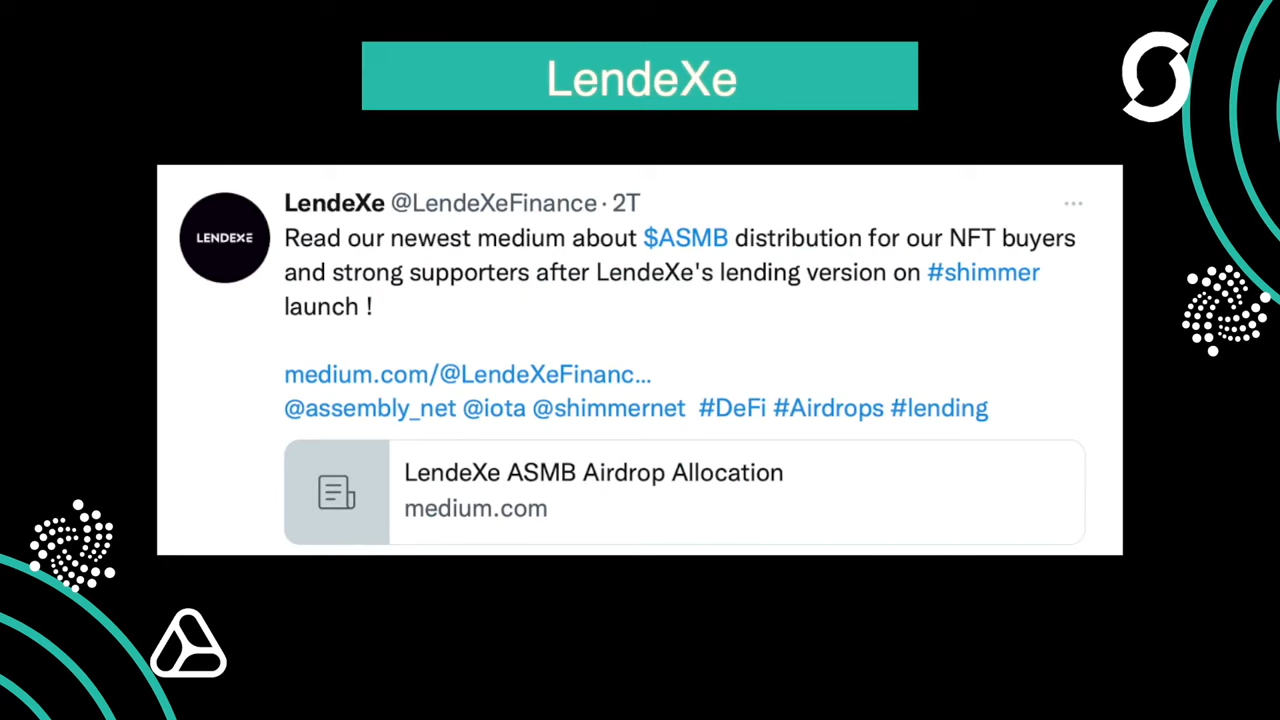 LendeXe
LENDEXE
LendeXe @LendeXeFinance · 2T
Read our newest medium about $ASMB distribution for our NFT buyers
and strong supporters after LendeXe's lending version on #shimmer
launch !
medium.com/@LendeXeFinanc...
@assembly_net @iota @shimmernet #DeFi #Airdrops #lending
LendeXe ASMB Airdrop Allocation
medium.com